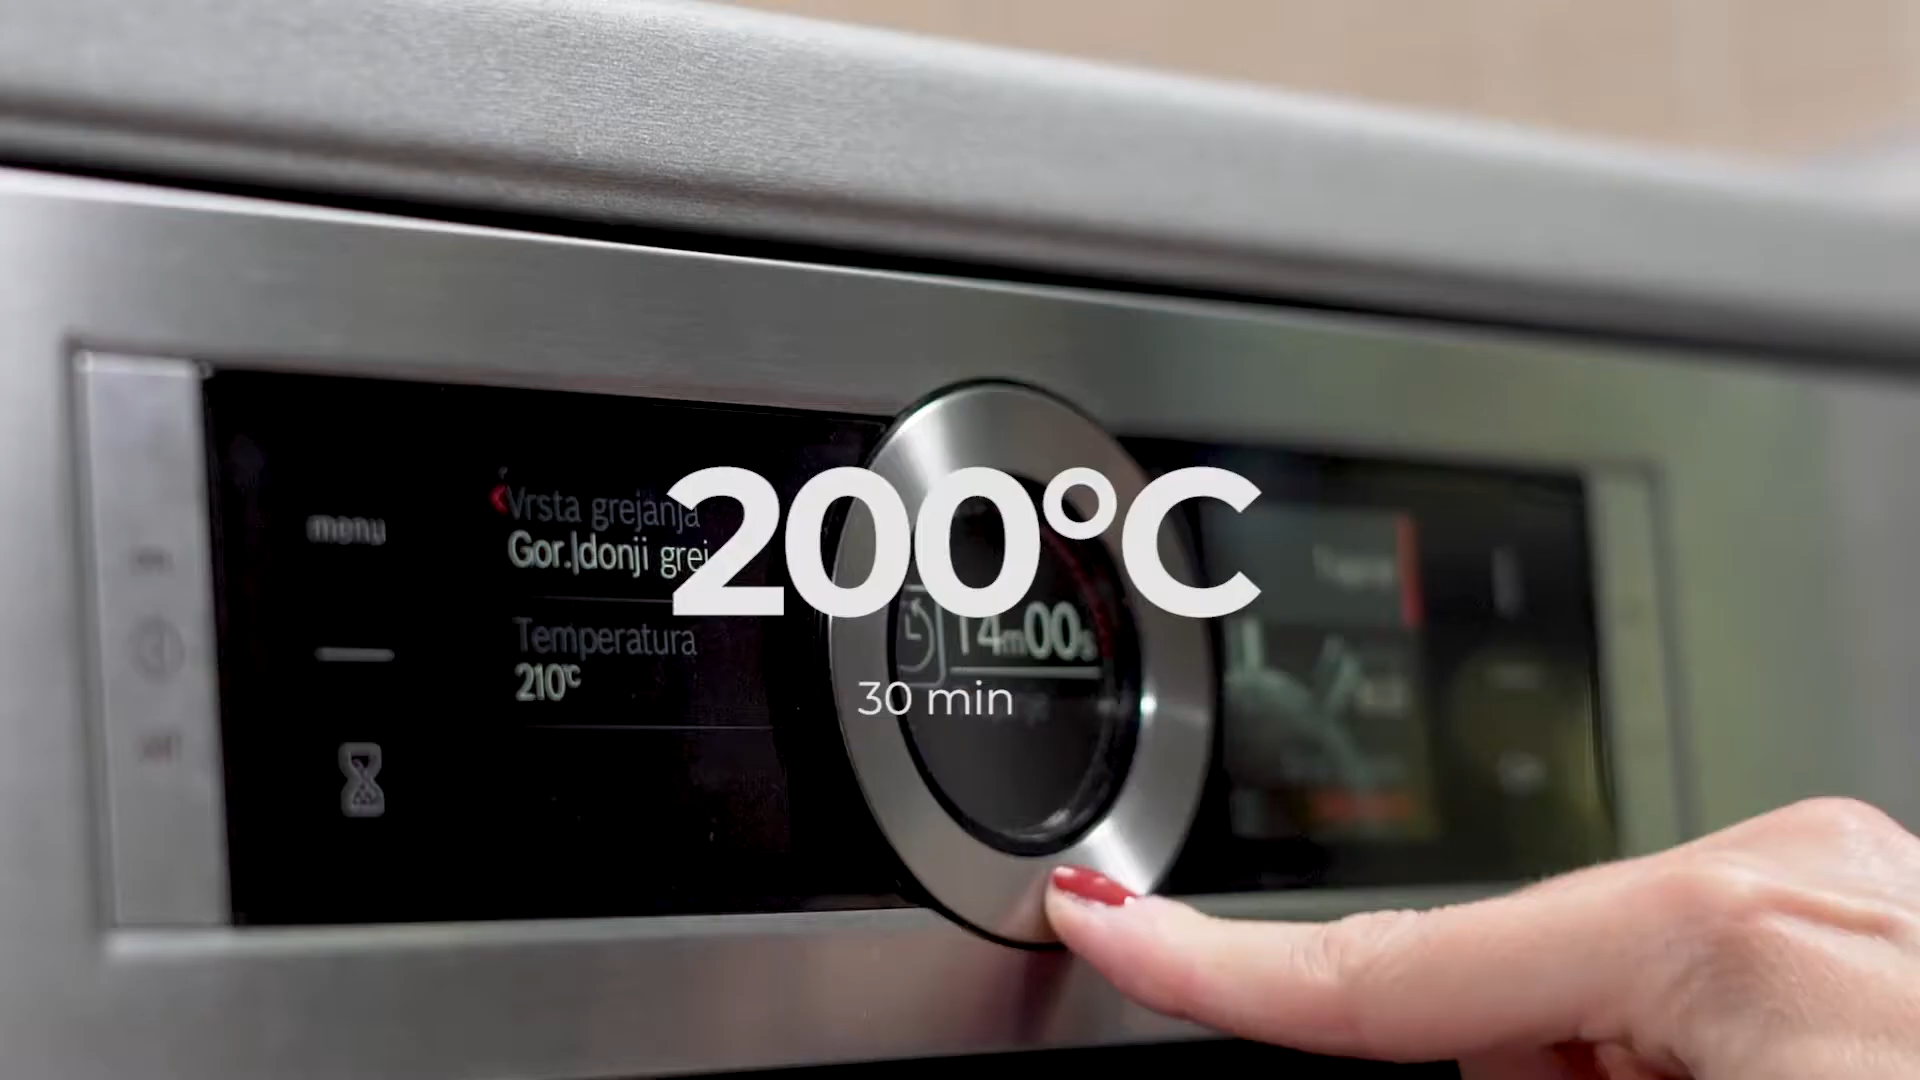 200°C
30 min
menu
Vrsta grejanja
Gor.|donji grej
Temperatura
210°C
14m00s